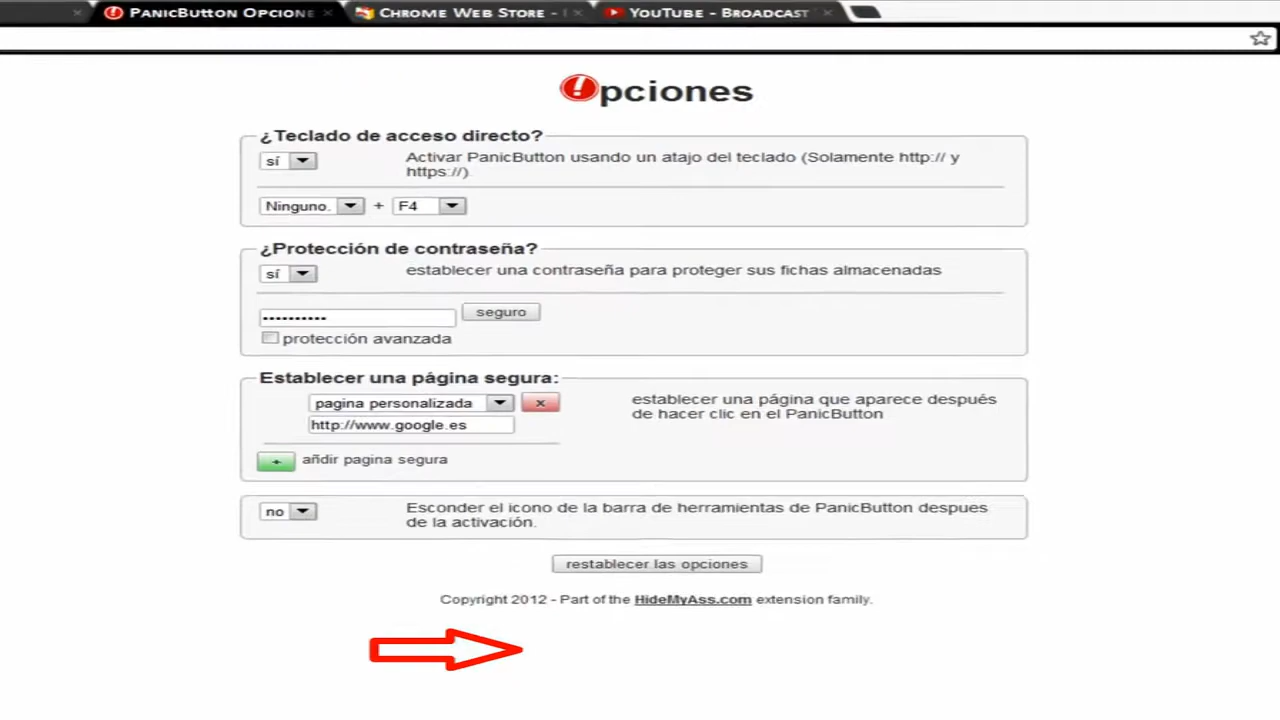 PanicButton Opcione
Chrome Web Store -
YouTube - Broadcast
pciones
¿Teclado de acceso directo?
sí
Activar PanicButton usando un atajo del teclado (Solamente http:// y
https://).
Ninguno. + F4
¿Protección de contraseña?
sí
establecer una contraseña para proteger sus fichas almacenadas
•••••••••• seguro
protección avanzada
Establecer una página segura:
pagina personalizada x
http://www.google.es
establecer una página que aparece después
de hacer clic en el PanicButton
+ añdir pagina segura
no
Esconder el icono de la barra de herramientas de PanicButton despues
de la activación.
restablecer las opciones
Copyright 2012 - Part of the HideMyAss.com extension family.